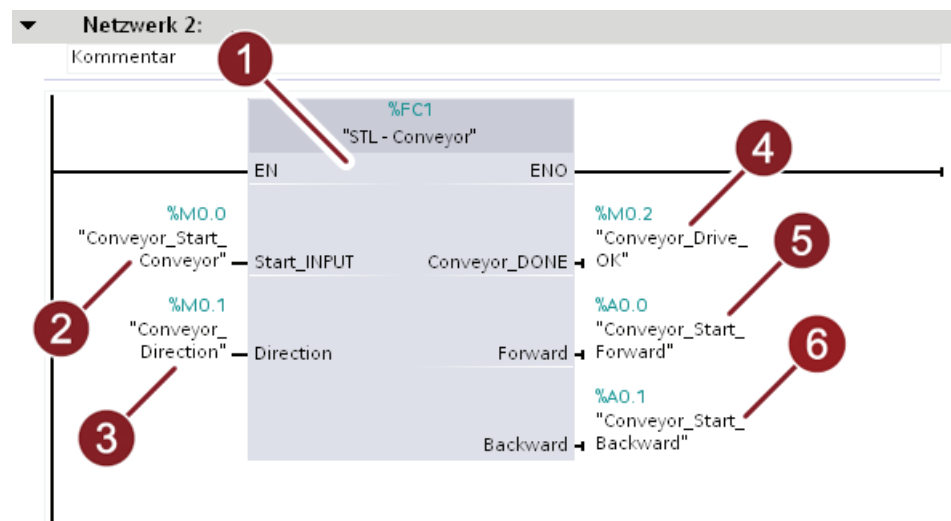 Netzwerk 2:
Kommentar
1
%FC1
"STL - Conveyor"
EN
ENO
4
%M0.0
"Conveyor_Start_
Conveyor"
Start_INPUT
Conveyor_DONE
%M0.2
"Conveyor_Drive_
OK"
5
2
%M0.1
"Conveyor_
Direction"
Direction
Forward
%A0.0
"Conveyor_Start_
Forward"
6
3
Backward
%A0.1
"Conveyor_Start_
Backward"